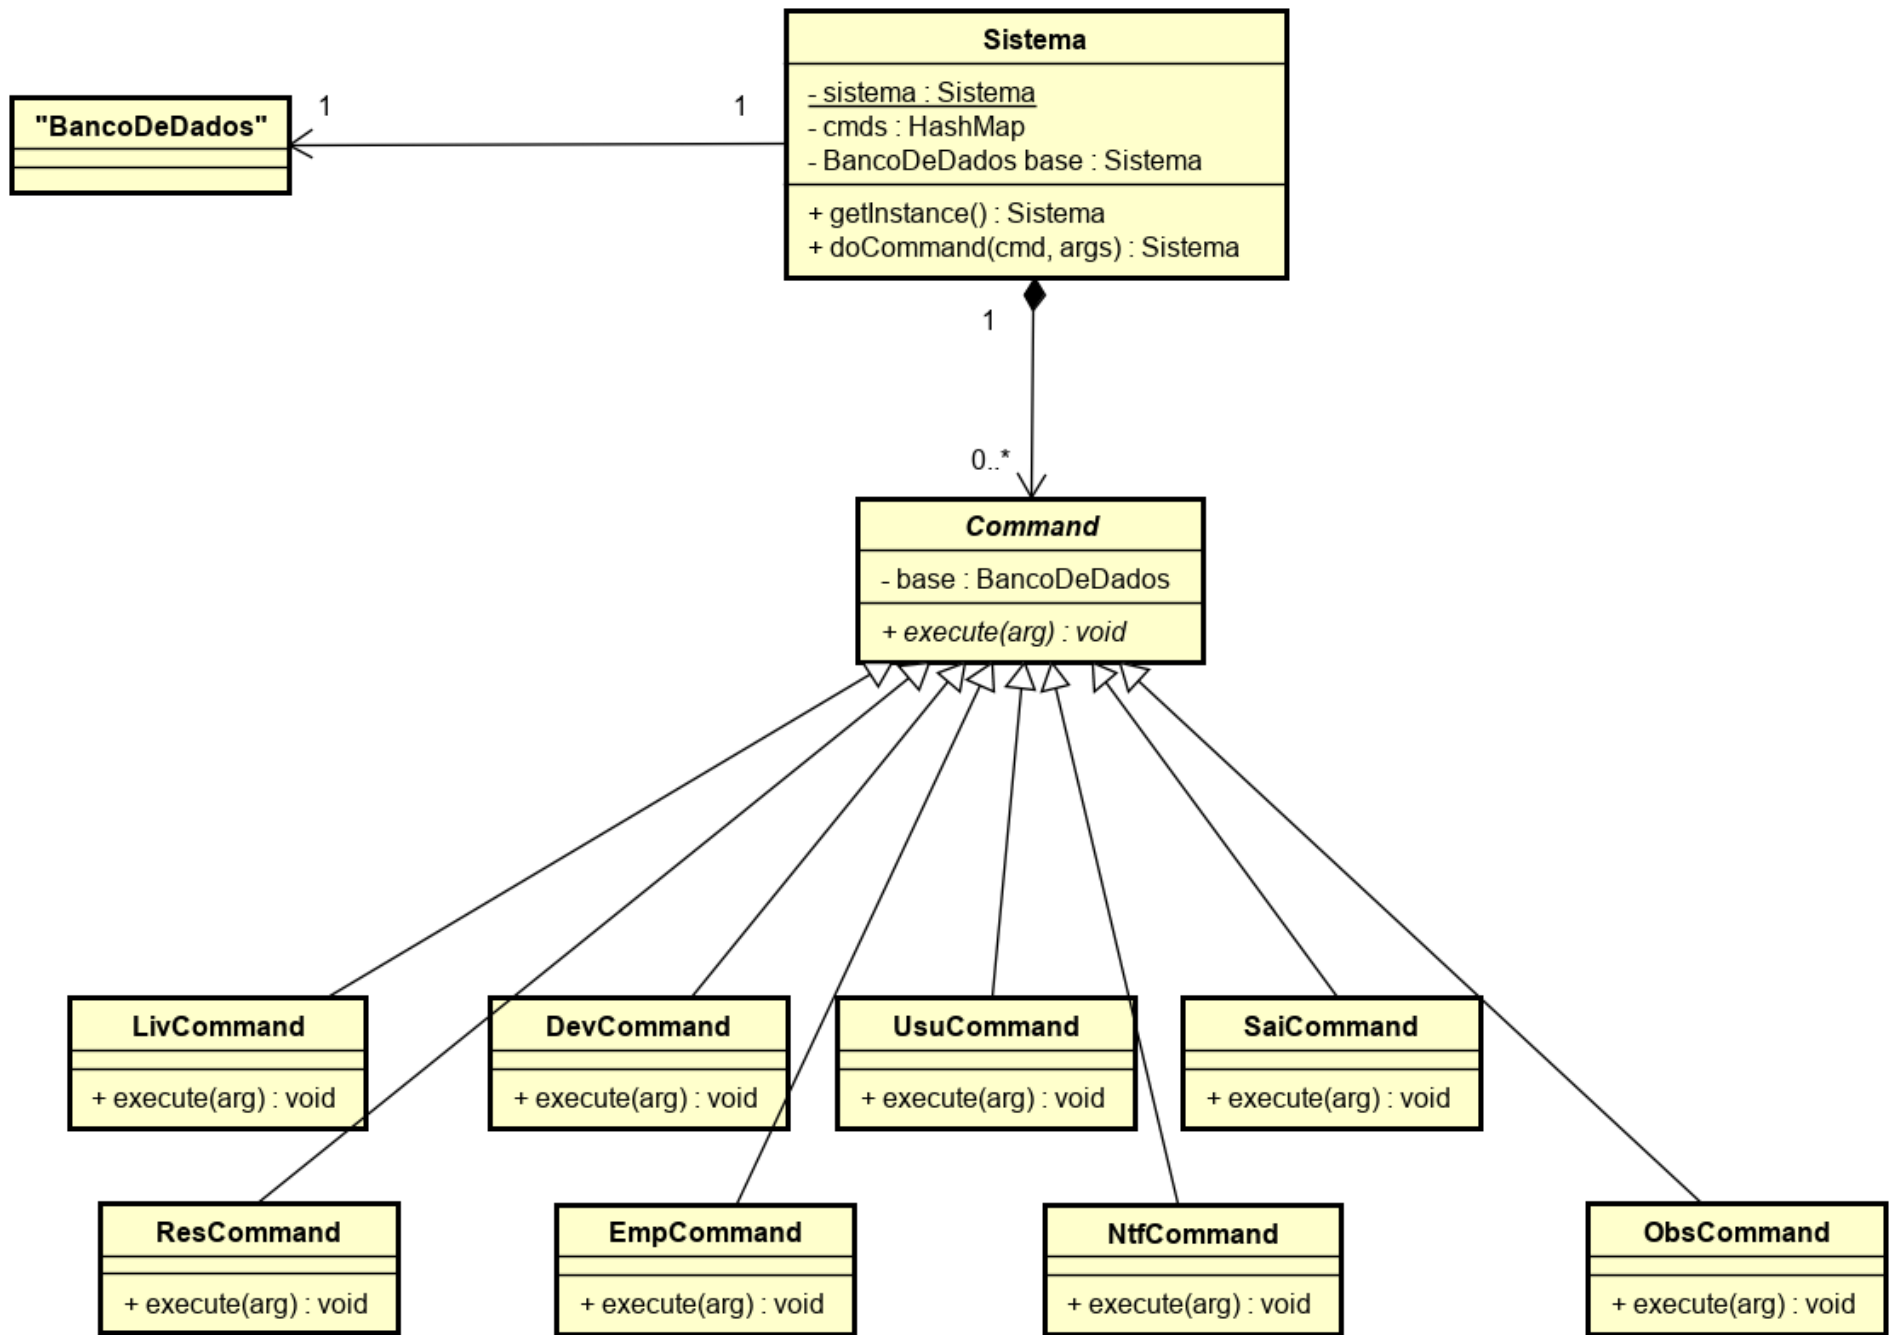 Sistema
- sistema : Sistema
- cmds : HashMap
- BancoDeDados base : Sistema
+ getInstance() : Sistema
+ doCommand(cmd, args) : Sistema
"BancoDeDados"
1
1
1
0..*
Command
- base : BancoDeDados
+ execute(arg) : void
LivCommand
+ execute(arg) : void
DevCommand
+ execute(arg) : void
UsuCommand
+ execute(arg) : void
SaiCommand
+ execute(arg) : void
ResCommand
+ execute(arg) : void
EmpCommand
+ execute(arg) : void
NtfCommand
+ execute(arg) : void
ObsCommand
+ execute(arg) : void